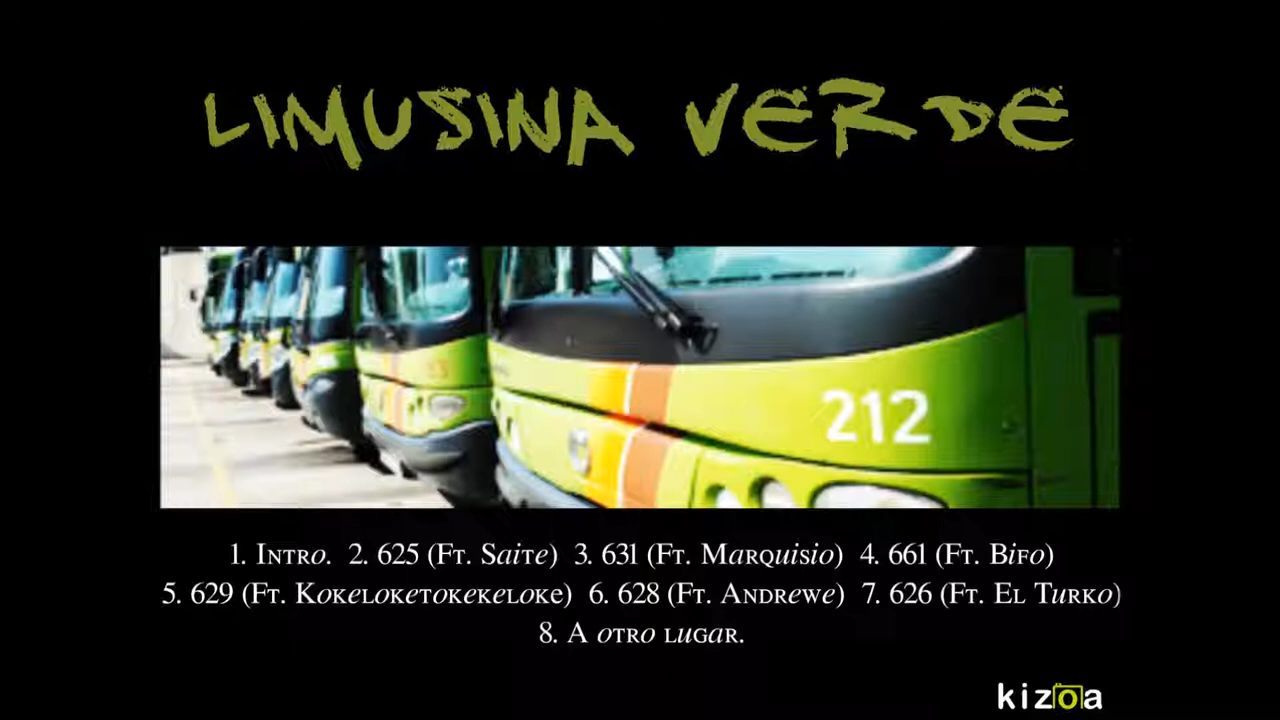 LIMUSINA VERDE
212
1. INTRO. 2. 625 (FT. SaiTE) 3. 631 (FT. MaRQUISIO) 4. 661 (FT. BIFO)
5. 629 (FT. KOKELOKETOKEKELOKE) 6. 628 (FT. ANDREWE) 7. 626 (FT. EL TURKO)
8. A OTRO LUGaR.
kizoa